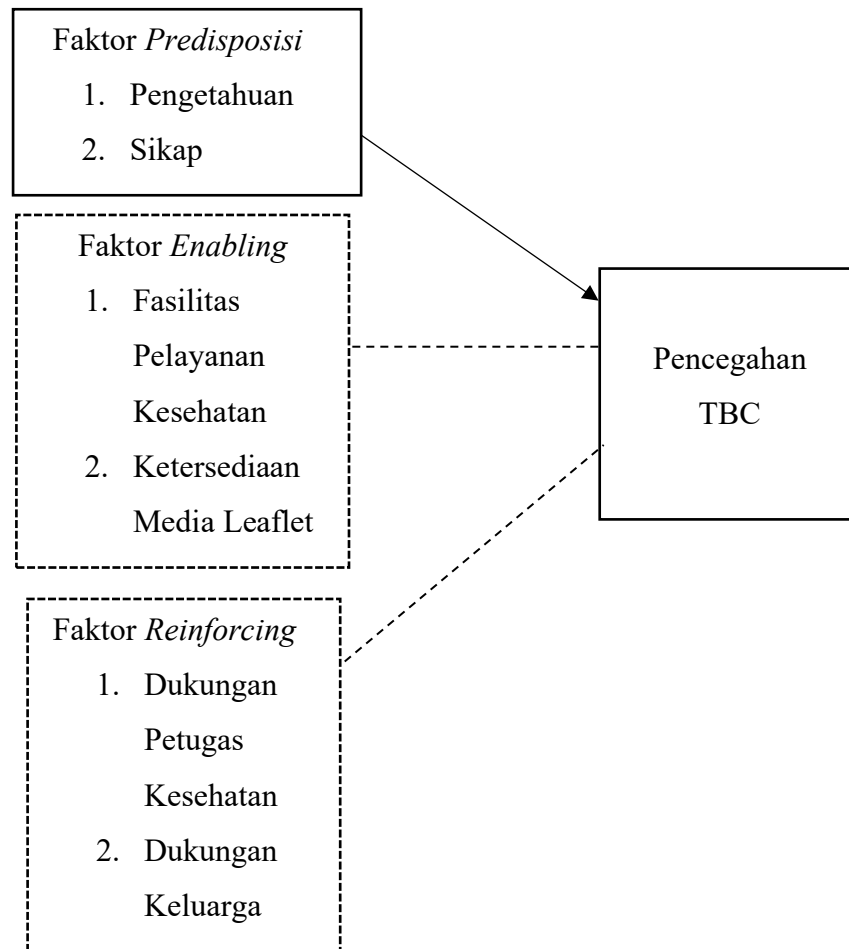 Faktor Predisposisi
1. Pengetahuan
2. Sikap
Faktor Enabling
1. Fasilitas
Pelayanan
Kesehatan
2. Ketersediaan
Media Leaflet
Faktor Reinforcing
1. Dukungan
Petugas
Kesehatan
2. Dukungan
Keluarga
Pencegahan
TBC